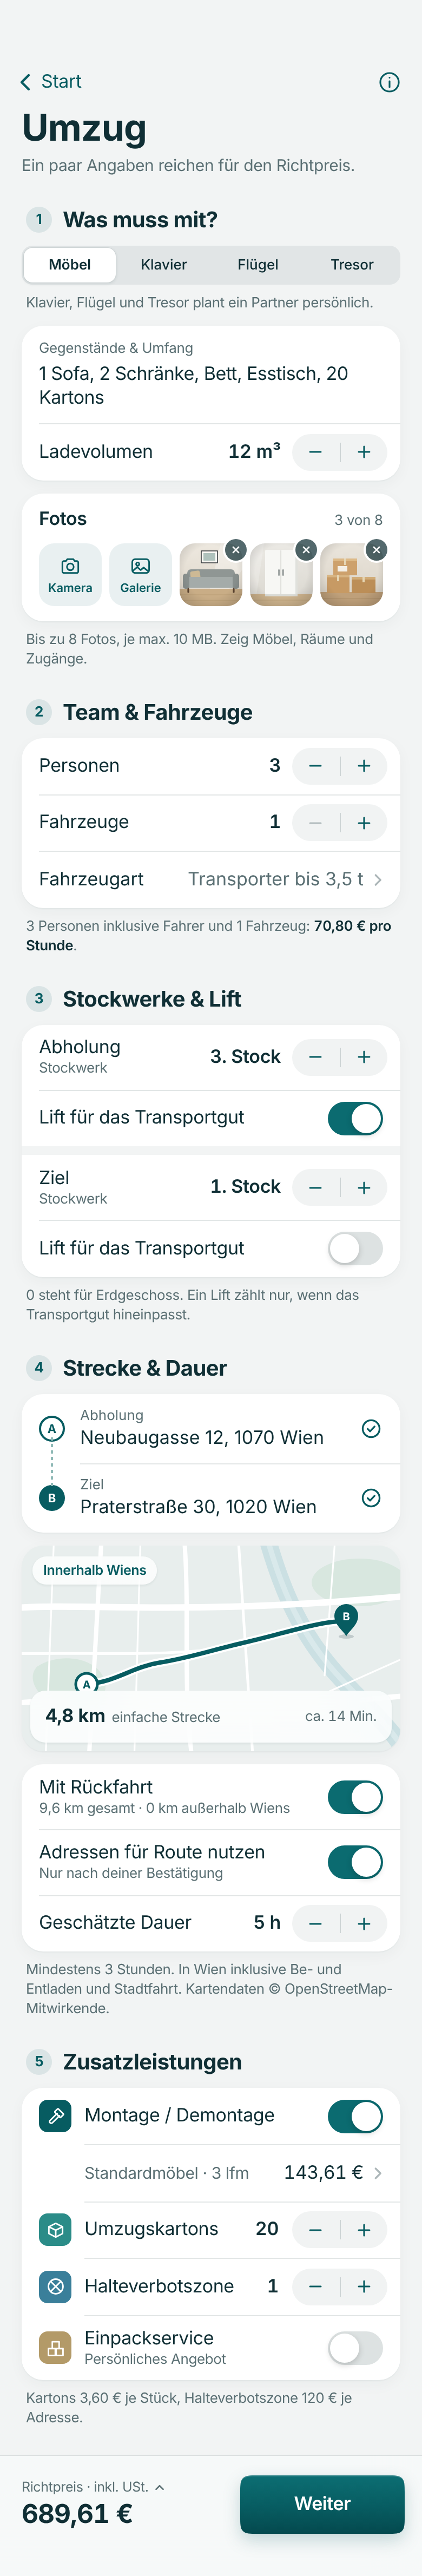 Start
Umzug
Ein paar Angaben reichen für den Richtpreis.
1 Was muss mit?
Möbel Klavier Flügel Tresor
Klavier, Flügel und Tresor plant ein Partner persönlich.
Gegenstände & Umfang
1 Sofa, 2 Schränke, Bett, Esstisch, 20
Kartons
Ladevolumen 12 m³
Fotos 3 von 8
Kamera Galerie
Bis zu 8 Fotos, je max. 10 MB. Zeig Möbel, Räume und
Zugänge.
2 Team & Fahrzeuge
Personen 3
Fahrzeuge 1
Fahrzeugart Transporter bis 3,5 t
3 Personen inklusive Fahrer und 1 Fahrzeug: 70,80 € pro
Stunde.
3 Stockwerke & Lift
Abholung
Stockwerk
3. Stock
Lift für das Transportgut
Ziel
Stockwerk
1. Stock
Lift für das Transportgut
0 steht für Erdgeschoss. Ein Lift zählt nur, wenn das
Transportgut hineinpasst.
4 Strecke & Dauer
A
Abholung
Neubaugasse 12, 1070 Wien
B
Ziel
Praterstraße 30, 1020 Wien
Innerhalb Wiens
B
A
4,8 km einfache Strecke ca. 14 Min.
Mit Rückfahrt
9,6 km gesamt · 0 km außerhalb Wiens
Adressen für Route nutzen
Nur nach deiner Bestätigung
Geschätzte Dauer 5 h
Mindestens 3 Stunden. In Wien inklusive Be- und
Entladen und Stadtfahrt. Kartendaten © OpenStreetMap-
Mitwirkende.
5 Zusatzleistungen
Montage / Demontage
Standardmöbel · 3 lfm 143,61 €
Umzugskartons 20
Halteverbotszone 1
Einpackservice
Persönliches Angebot
Kartons 3,60 € je Stück, Halteverbotszone 120 € je
Adresse.
Richtpreis · inkl. USt.
689,61 €
Weiter